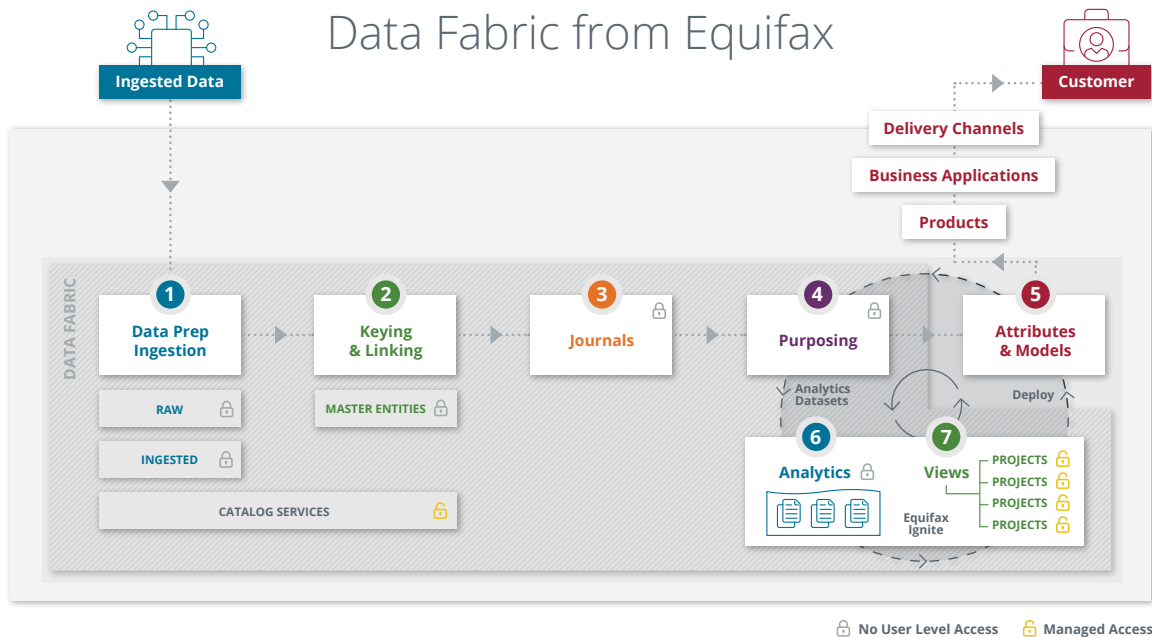 Data Fabric from Equifax
Ingested Data
Customer
Delivery Channels
Business Applications
Products
DATA FABRIC
1
Data Prep
Ingestion
2
Keying
& Linking
3
Journals
4
Purposing
5
Attributes
& Models
RAW
MASTER ENTITIES
INGESTED
CATALOG SERVICES
Analytics
Datasets
Deploy
6
Analytics
7
Views
PROJECTS
PROJECTS
PROJECTS
PROJECTS
Equifax
Ignite
No User Level Access
Managed Access